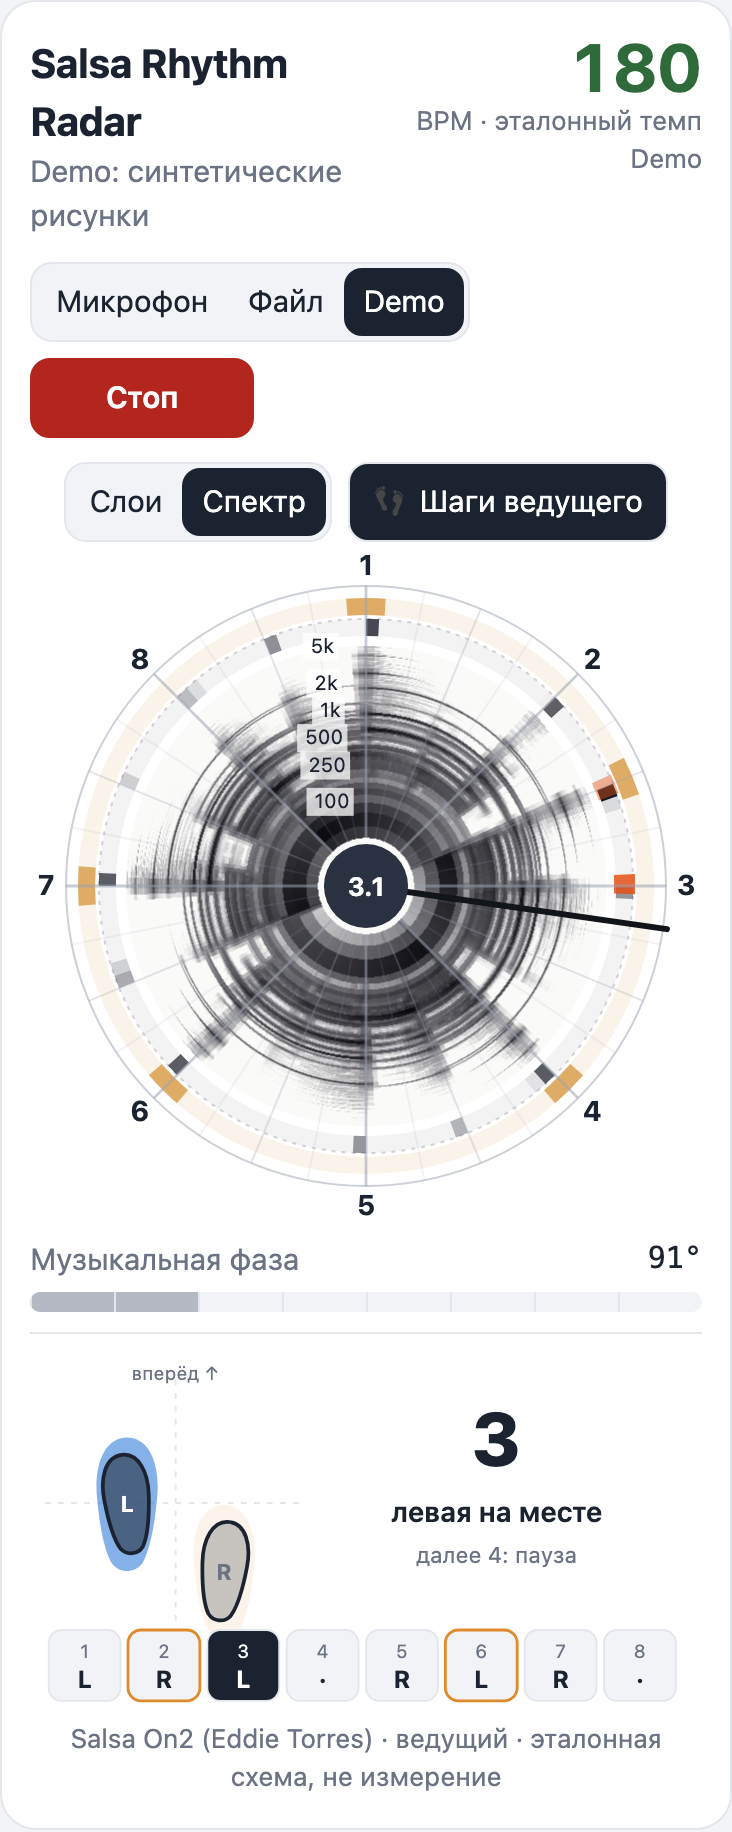 Salsa Rhythm
Radar
Demo: синтетические
рисунки
180
BPM · эталонный темп
Demo
Микрофон Файл Demo
Стоп
Слои Спектр 👣 Шаги ведущего
1
8
2
5k
2k
1k
500
250
100
7
3.1
3
6
4
5
Музыкальная фаза 91°
вперёд ↑
L
R
3
левая на месте
далее 4: пауза
1 2 3 4 5 6 7 8
L R L · R L R ·
Salsa On2 (Eddie Torres) · ведущий · эталонная
схема, не измерение